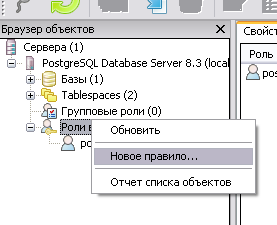 Браузер объектов
Свойст
Сервера (1)
PostgreSQL Database Server 8.3 (local
Роль
Базы (1)
pos
Tablespaces (2)
Групповые роли (0)
Роли в
Обновить
po
Новое правило...
Отчет списка объектов